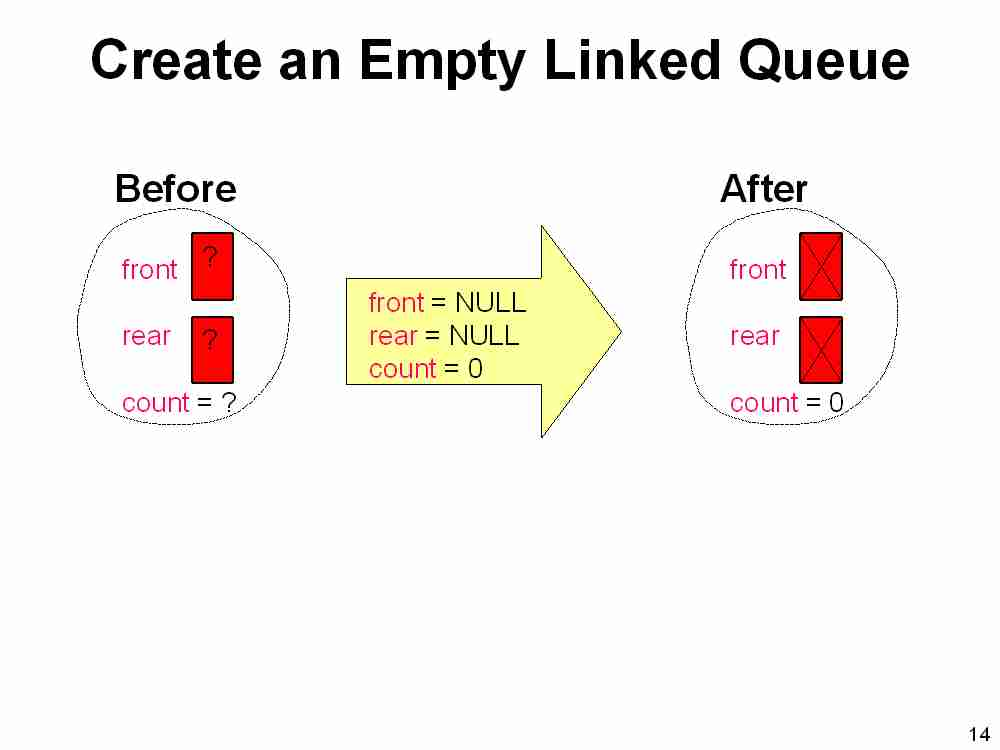 Create an Empty Linked Queue
Before
front ?
rear ?
count = ?
front = NULL
rear = NULL
count = 0
After
front
rear
count = 0
14